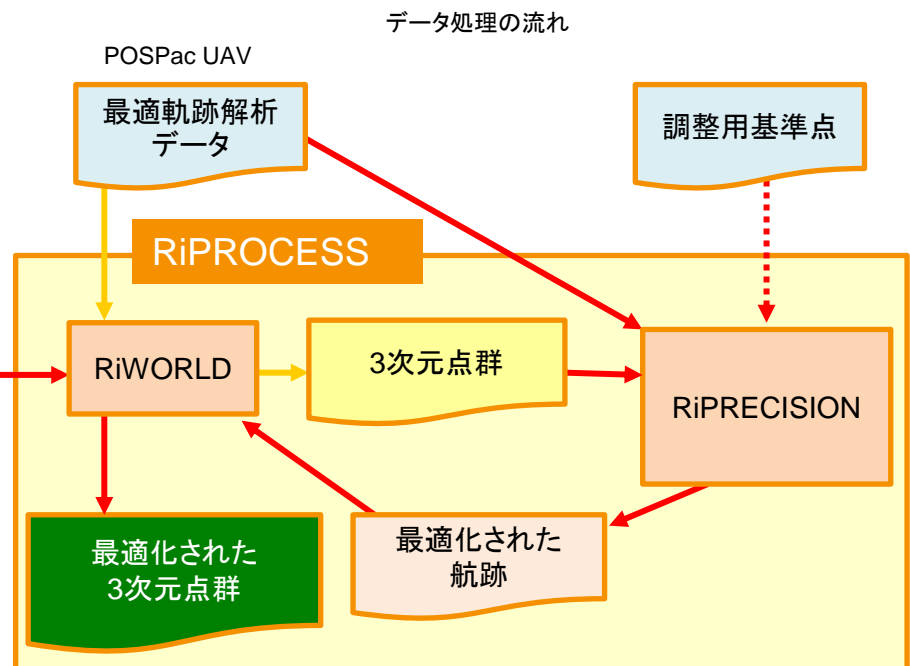 データ処理の流れ
POSPac UAV
最適軌跡解析
データ
調整用基準点
RiPROCESS
RiWORLD
3次元点群
RiPRECISION
最適化された
3次元点群
最適化された
航跡